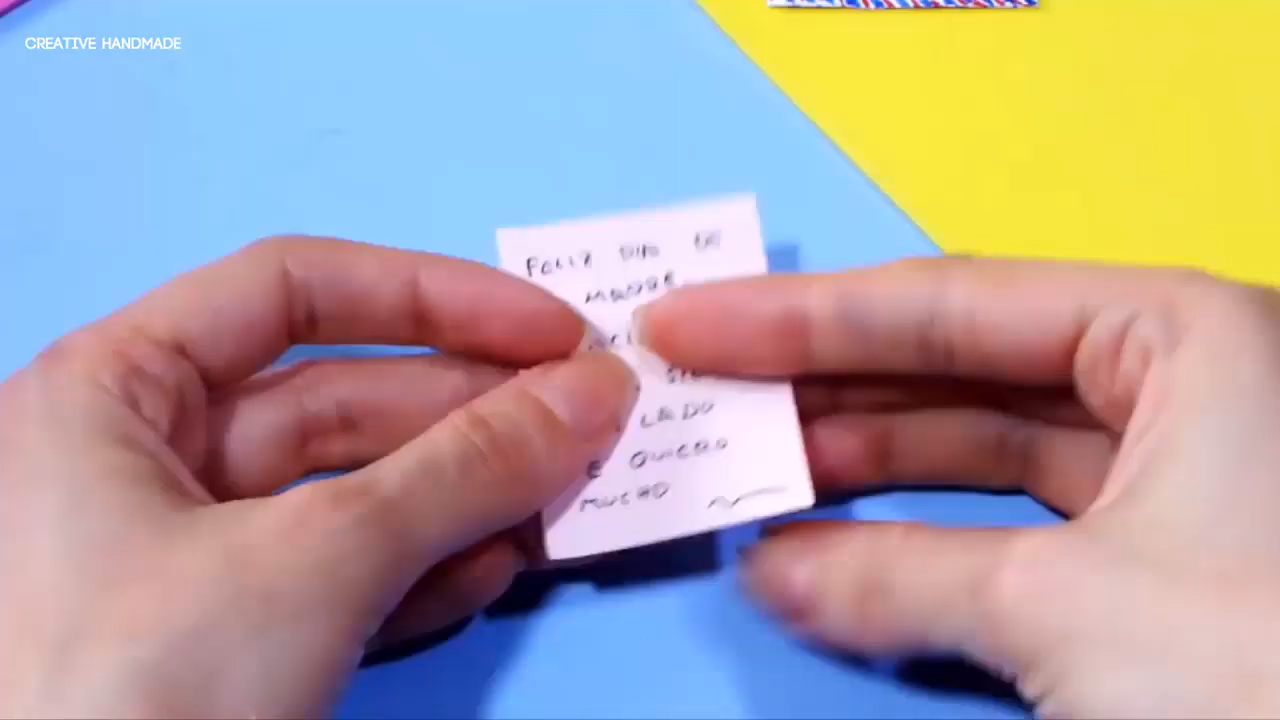 CREATIVE HANDMADE
FELIZ DIA DE
MADRE
LADO
E QUIERO
MUCHO